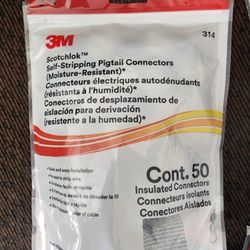 3M
314
Scotchlok™
Self-Stripping Pigtail Connectors
(Moisture-Resistant)*
Connecteurs électriques autodénudants
(résistants à l'humidité)*
Conectores de desplazamiento de
aislación para derivación
(resistente a la humedad)*
Cont. 50
Insulated Connectors
Connecteurs isolants
Conectores Aislados